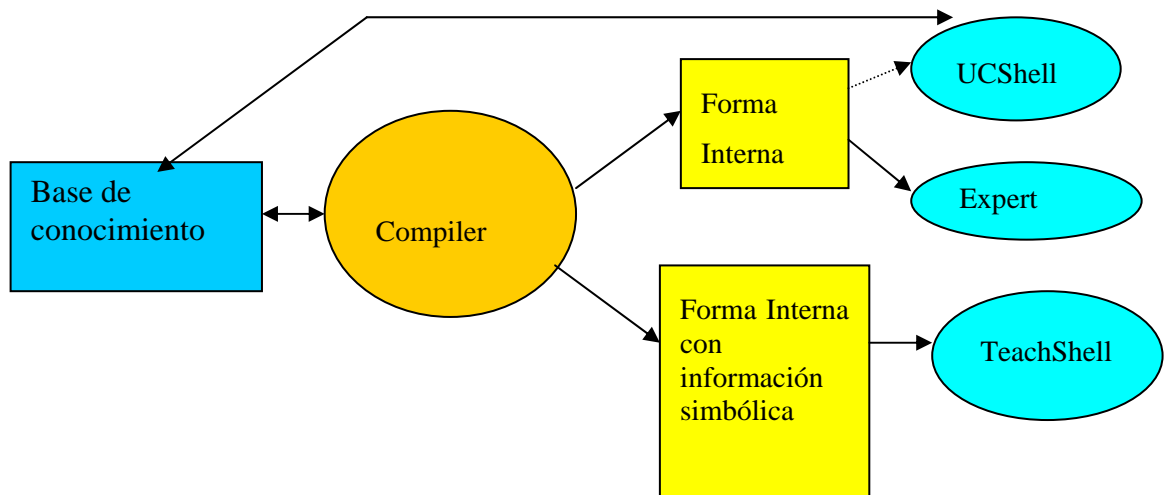 UCShell
Forma
Interna
Base de
conocimiento
Compiler
Expert
Forma Interna
con
información
simbólica
TeachShell